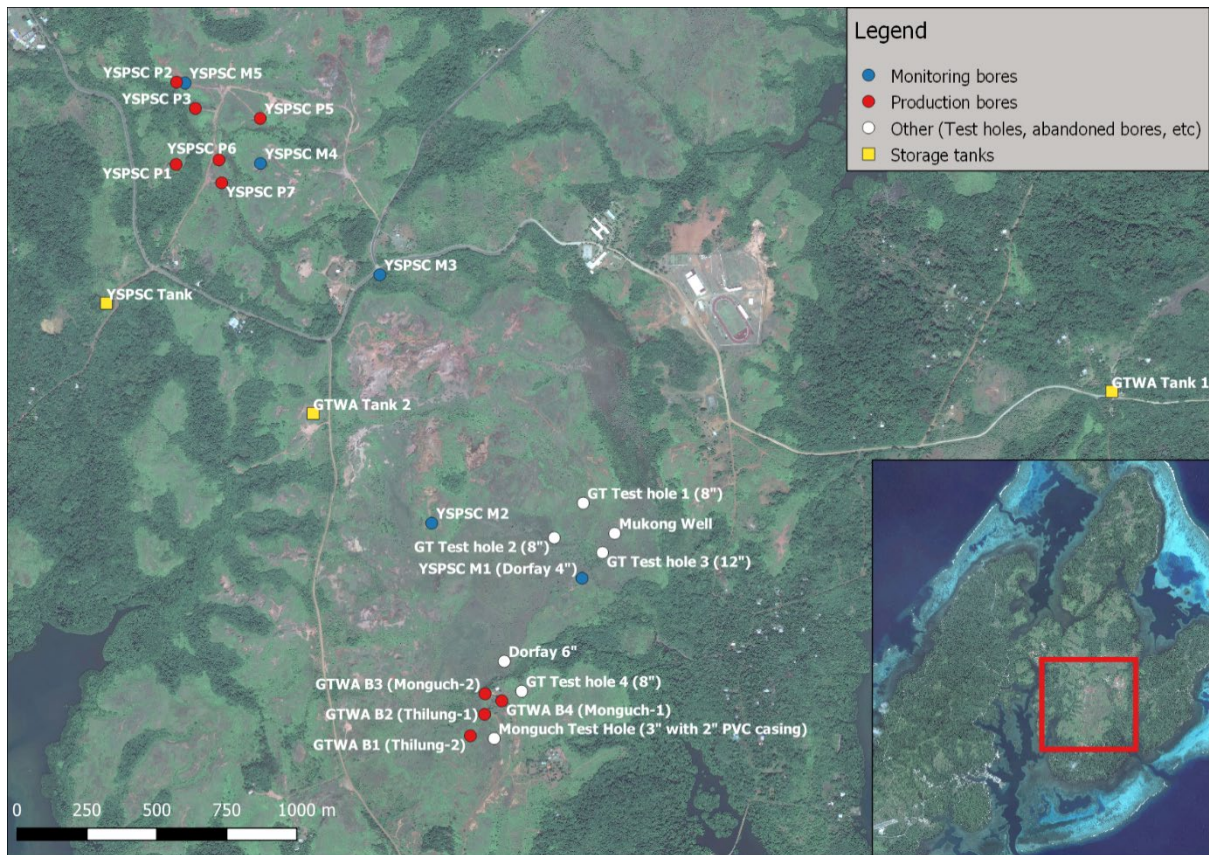 Legend
Monitoring bores
Production bores
Other (Test holes, abandoned bores, etc)
Storage tanks
YSPSC P2
YSPSC M5
YSPSC P3
YSPSC P5
YSPSC P6
YSPSC M4
YSPSC P1
YSPSC P7
YSPSC M3
YSPSC Tank
GTWA Tank 1
GTWA Tank 2
GT Test hole 1 (8")
YSPSC M2
Mukong Well
GT Test hole 2 (8")
GT Test hole 3 (12")
YSPSC M1 (Dorfay 4")
Dorfay 6"
GTWA B3 (Monguch-2)
GT Test hole 4 (8")
GTWA B4 (Monguch-1)
GTWA B2 (Thilung-1)
Monguch Test Hole (3" with 2" PVC casing)
GTWA B1 (Thilung-2)
0 250 500 750 1000 m